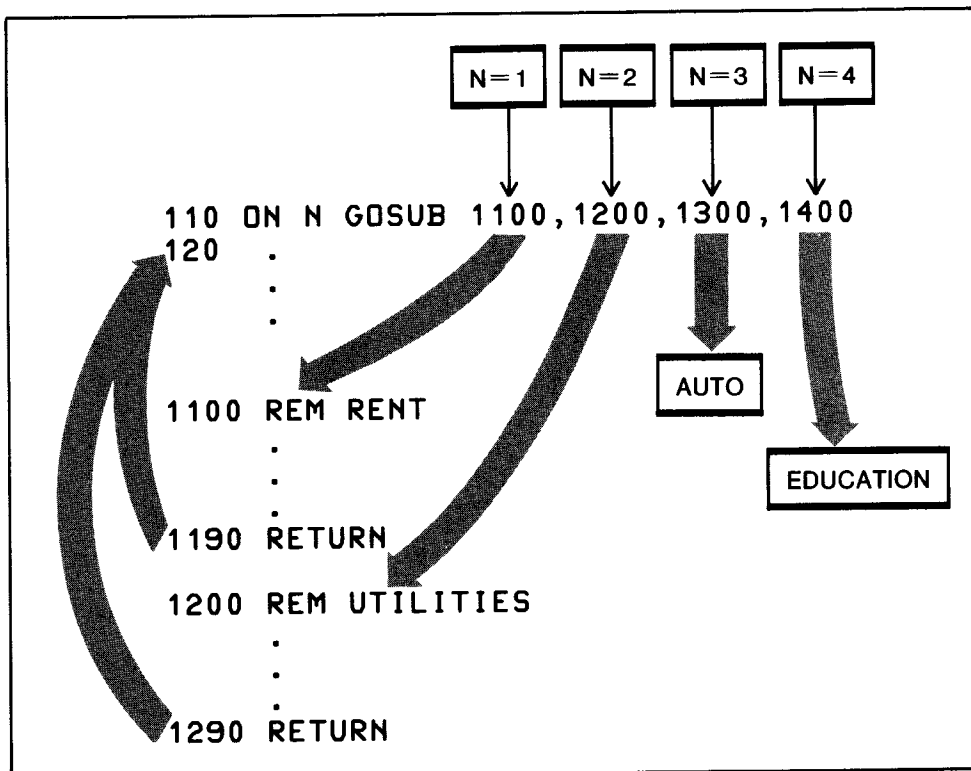 N=1 N=2 N=3 N=4
110 ON N GOSUB 1100,1200,1300,1400
120 .
.
.
AUTO
1100 REM RENT
.
EDUCATION
.
.
1190 RETURN
1200 REM UTILITIES
.
.
.
1290 RETURN